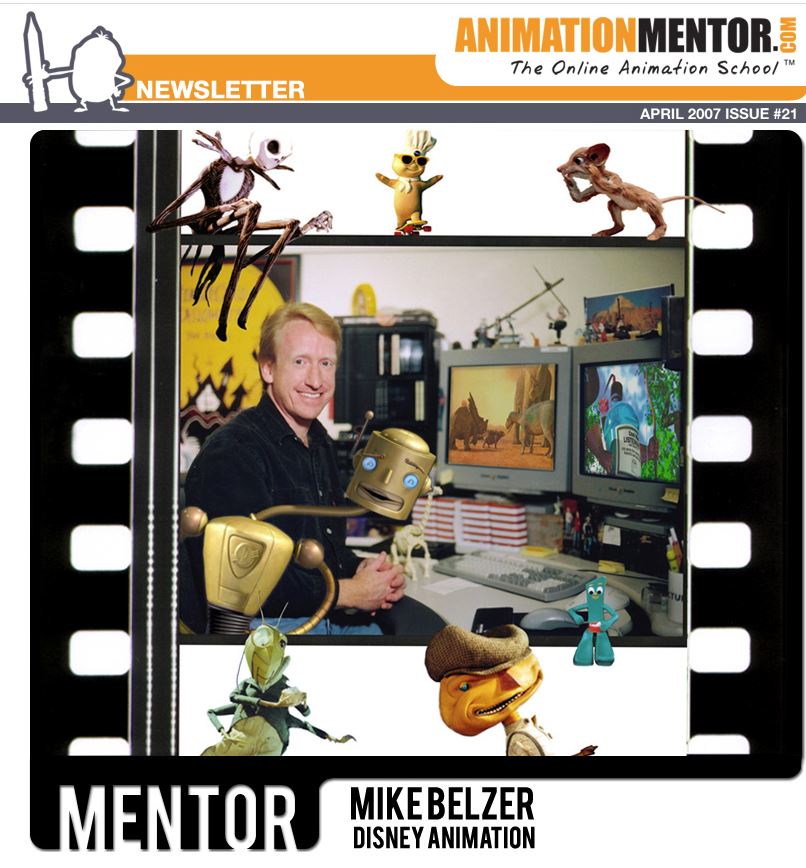 ANIMATIONMENTOR.COM
The Online Animation School™
NEWSLETTER
APRIL 2007 ISSUE #21
MENTOR
MIKE BELZER
DISNEY ANIMATION